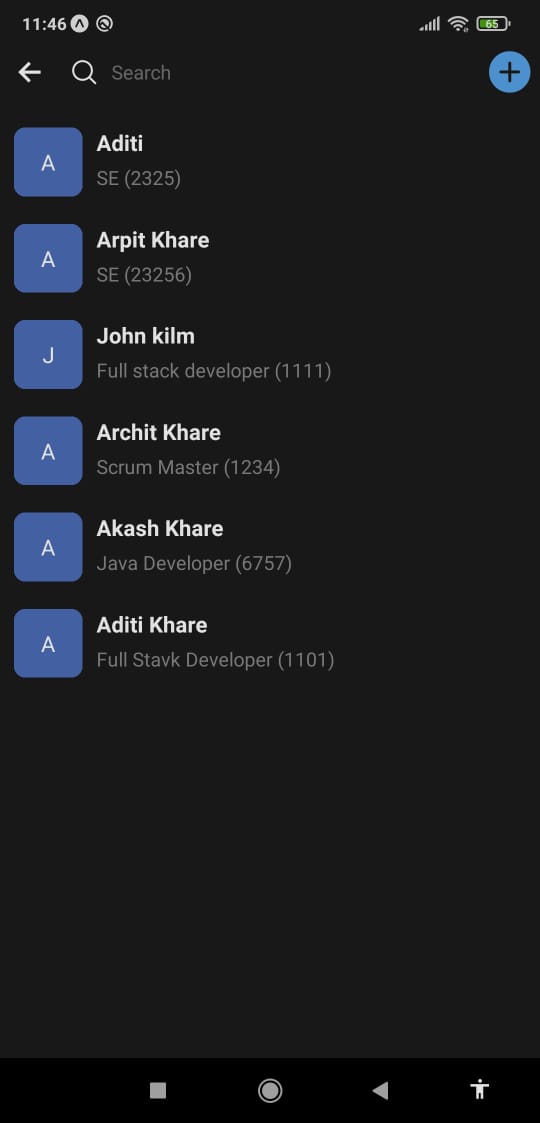 11:46
65
Search
A
Aditi
SE (2325)
A
Arpit Khare
SE (23256)
J
John kilm
Full stack developer (1111)
A
Archit Khare
Scrum Master (1234)
A
Akash Khare
Java Developer (6757)
A
Aditi Khare
Full Stavk Developer (1101)